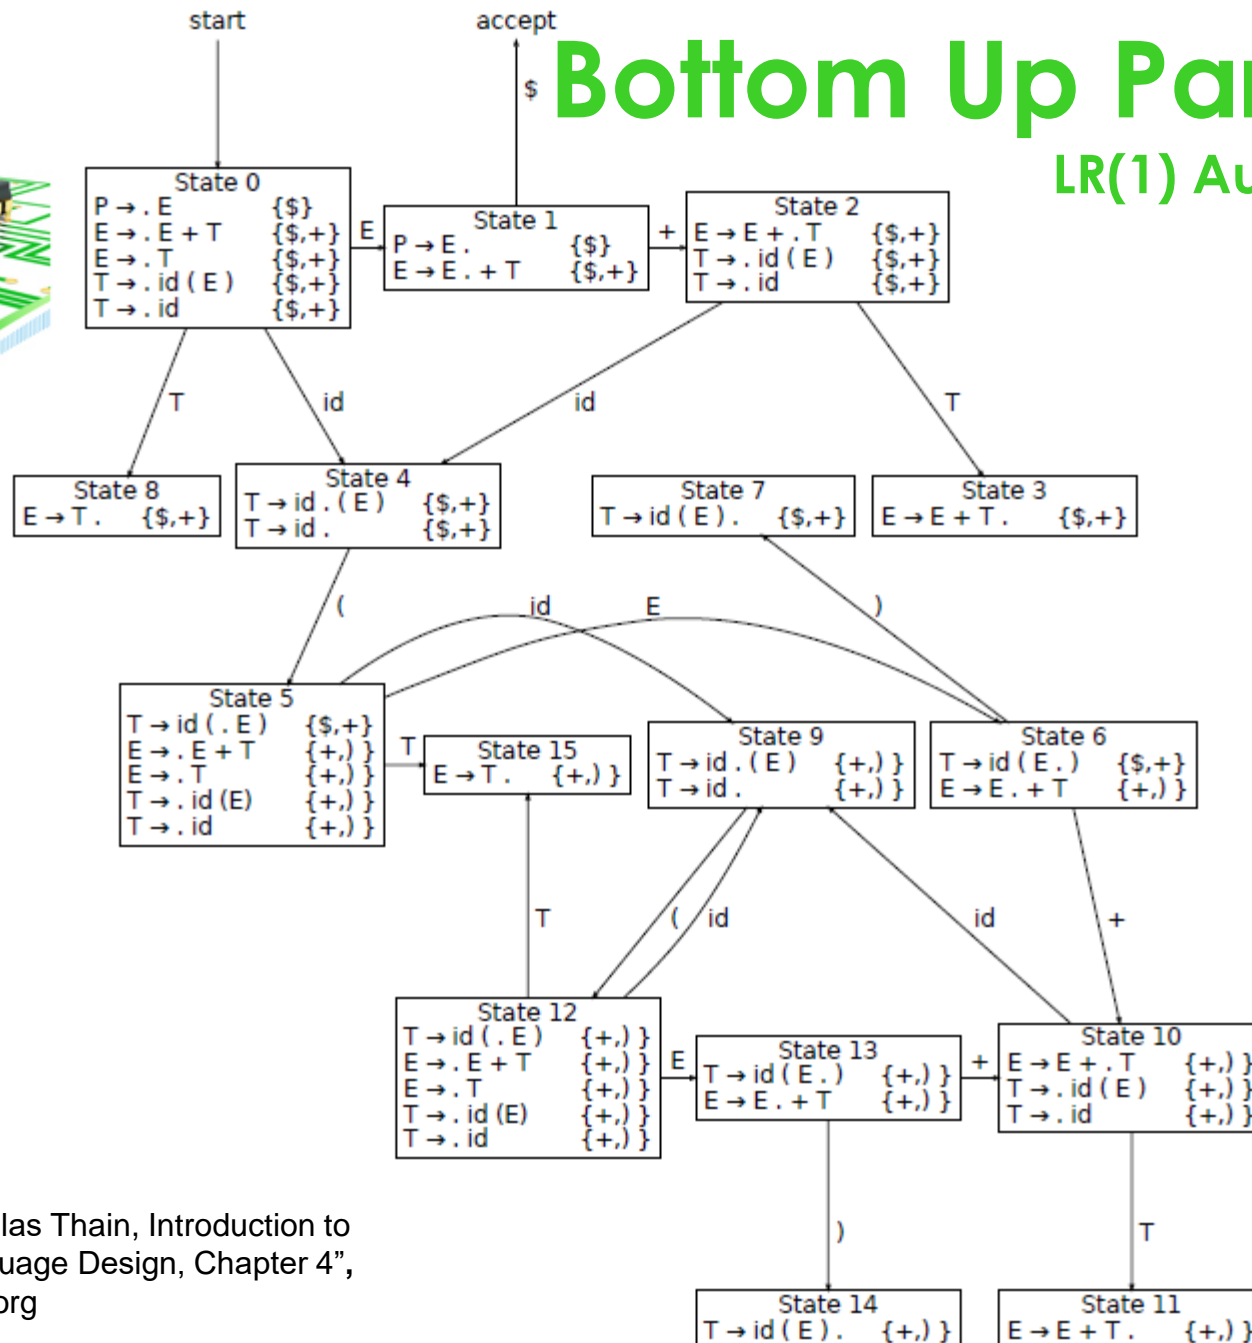 start
accept
$
Bottom Up Par
LR(1) Au
State 0
P → . E {$}
E → . E + T {$,+}
E → . T {$,+}
T → . id ( E ) {$,+}
T → . id {$,+}
E
State 1
P → E . {$}
E → E . + T {$,+}
+
State 2
E → E + . T {$,+}
T → . id ( E ) {$,+}
T → . id {$,+}
T
id
id
T
State 8
E → T . {$,+}
State 4
T → id . ( E ) {$,+}
T → id . {$,+}
State 7
T → id ( E ) . {$,+}
State 3
E → E + T . {$,+}
(
id
E
)
State 5
T → id ( . E ) {$,+}
E → . E + T {+,) }
E → . T {+,) }
T → . id (E) {+,) }
T → . id {+,) }
T
State 15
E → T . {+,) }
State 9
T → id . ( E ) {+,) }
T → id . {+,) }
State 6
T → id ( E . ) {$,+}
E → E . + T {+,) }
T
(
id
id
+
State 12
T → id ( . E ) {+,) }
E → . E + T {+,) }
E → . T {+,) }
T → . id (E) {+,) }
T → . id {+,) }
E
State 13
T → id ( E . ) {+,) }
E → E . + T {+,) }
+
State 10
E → E + . T {+,) }
T → . id ( E ) {+,) }
T → . id {+,) }
)
T
State 14
T → id ( E ) . {+,) }
State 11
E → E + T . {+,) }
las Thain, Introduction to
uage Design, Chapter 4”,
org